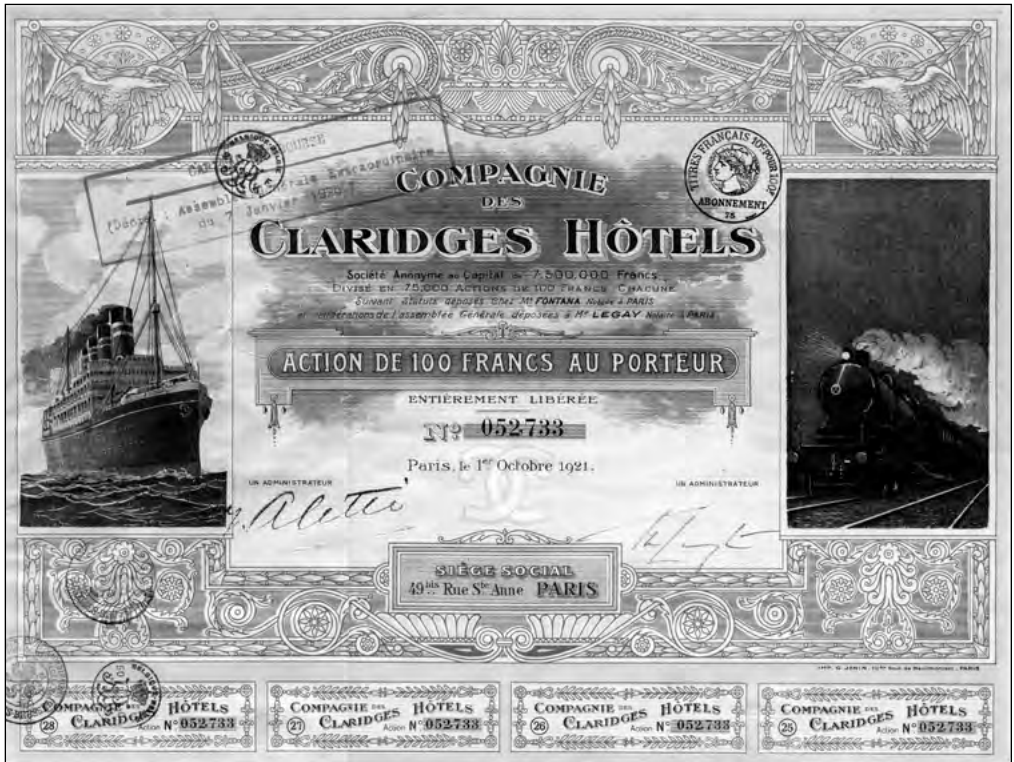 BOURSE
Assemblée Générale Extraordinaire
du 7 Janvier
TITRES FRANÇAIS
ABONNEMENT
COMPAGNIE
DES
CLARIDGES HÔTELS
Société Anonyme au Capital de 7.500.000 Francs
DIVISÉ EN 75.000 ACTIONS DE 100 FRANCS CHACUNE
Suivant Statuts déposés chez Me FONTANA Notaire à PARIS
et délibérations de l'assemblée Générale déposées à Me LEGAY Notaire à PARIS
ACTION DE 100 FRANCS AU PORTEUR
ENTIÈREMENT LIBÉRÉE
No 052733
Paris, le 1er Octobre 1921.
UN ADMINISTRATEUR
UN ADMINISTRATEUR
SIÈGE SOCIAL
49bis Rue Ste Anne PARIS
COMPAGNIE DES CLARIDGES HÔTELS
28 Action No 052733
COMPAGNIE DES CLARIDGES HÔTELS
27 Action No 052733
COMPAGNIE DES CLARIDGES HÔTELS
26 Action No 052733
COMPAGNIE DES CLARIDGES HÔTELS
25 Action No 052733